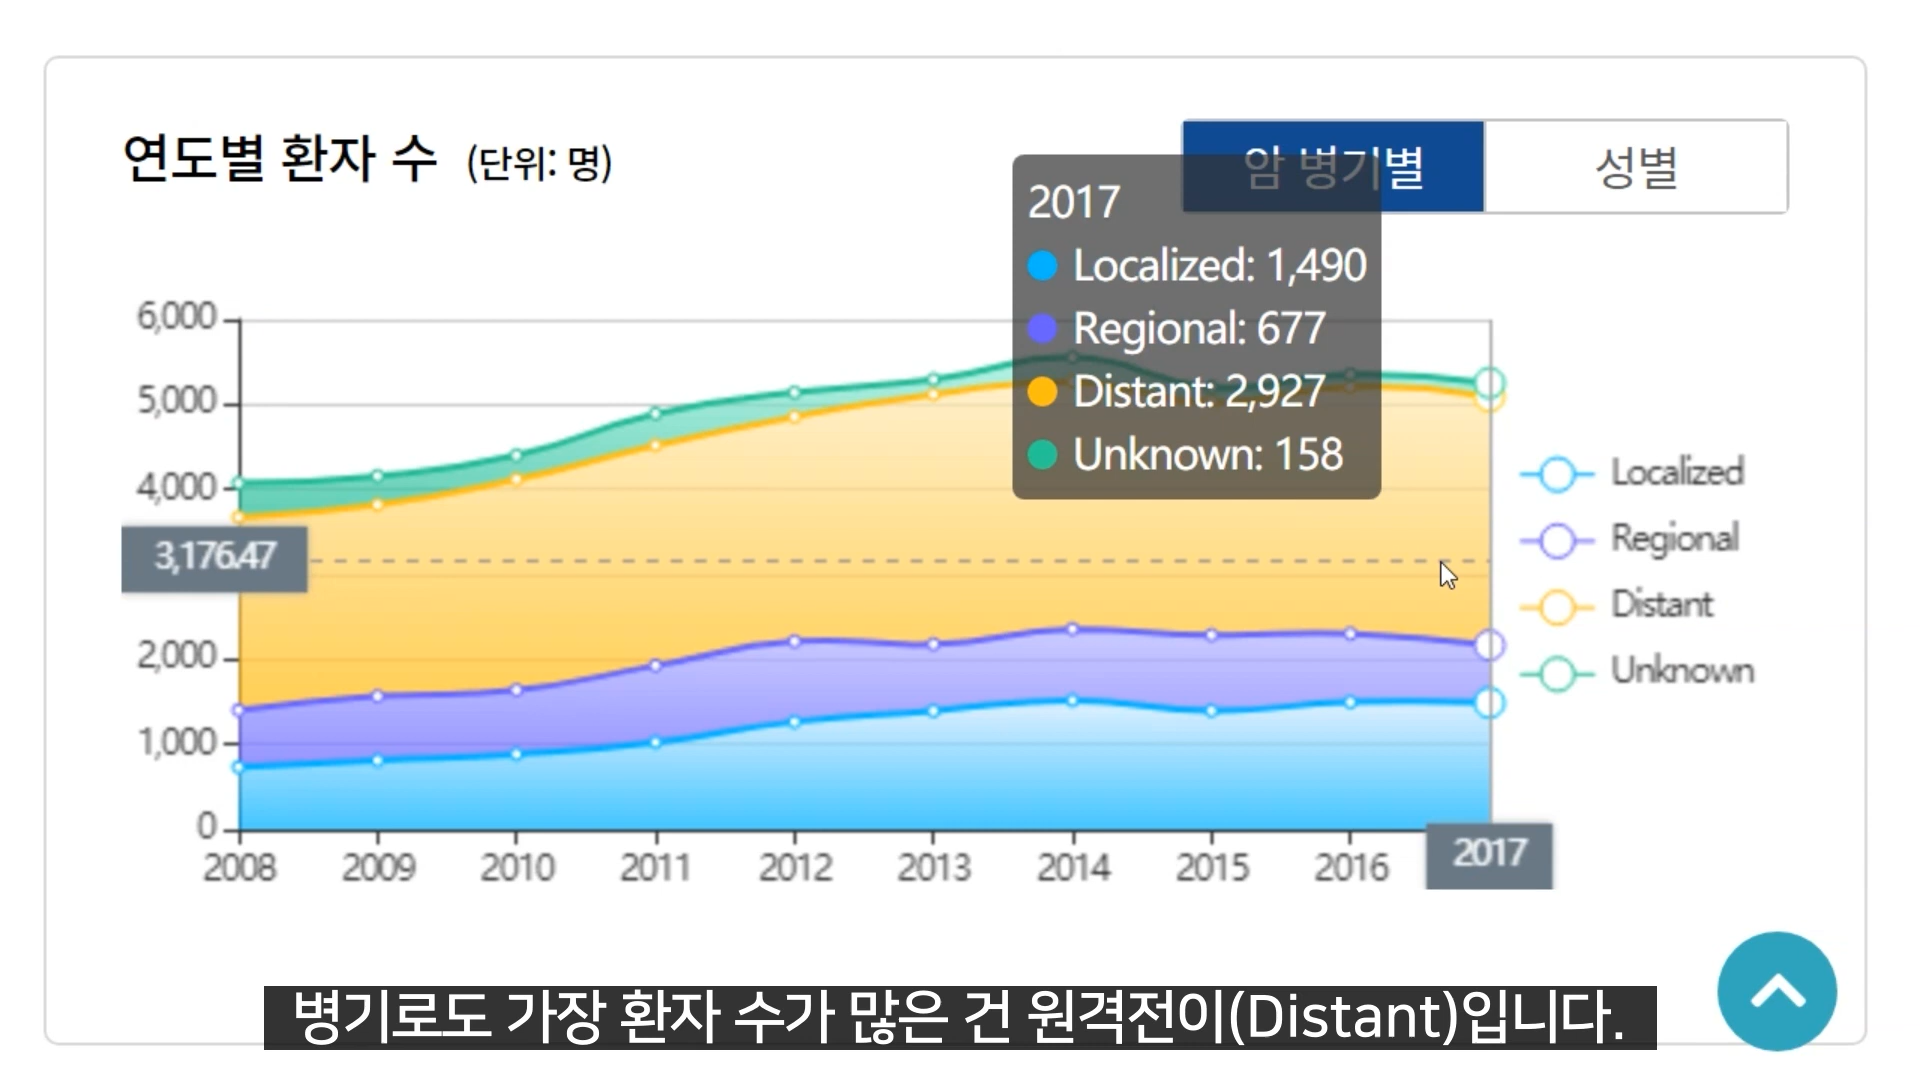 연도별 환자 수 (단위: 명)
암 병기별
성별
2017
Localized: 1,490
Regional: 677
Distant: 2,927
Unknown: 158
6,000
5,000
4,000
3,176.47
2,000
1,000
0
2008 2009 2010 2011 2012 2013 2014 2015 2016 2017
Localized
Regional
Distant
Unknown
병기로도 가장 환자 수가 많은 건 원격전이(Distant)입니다.